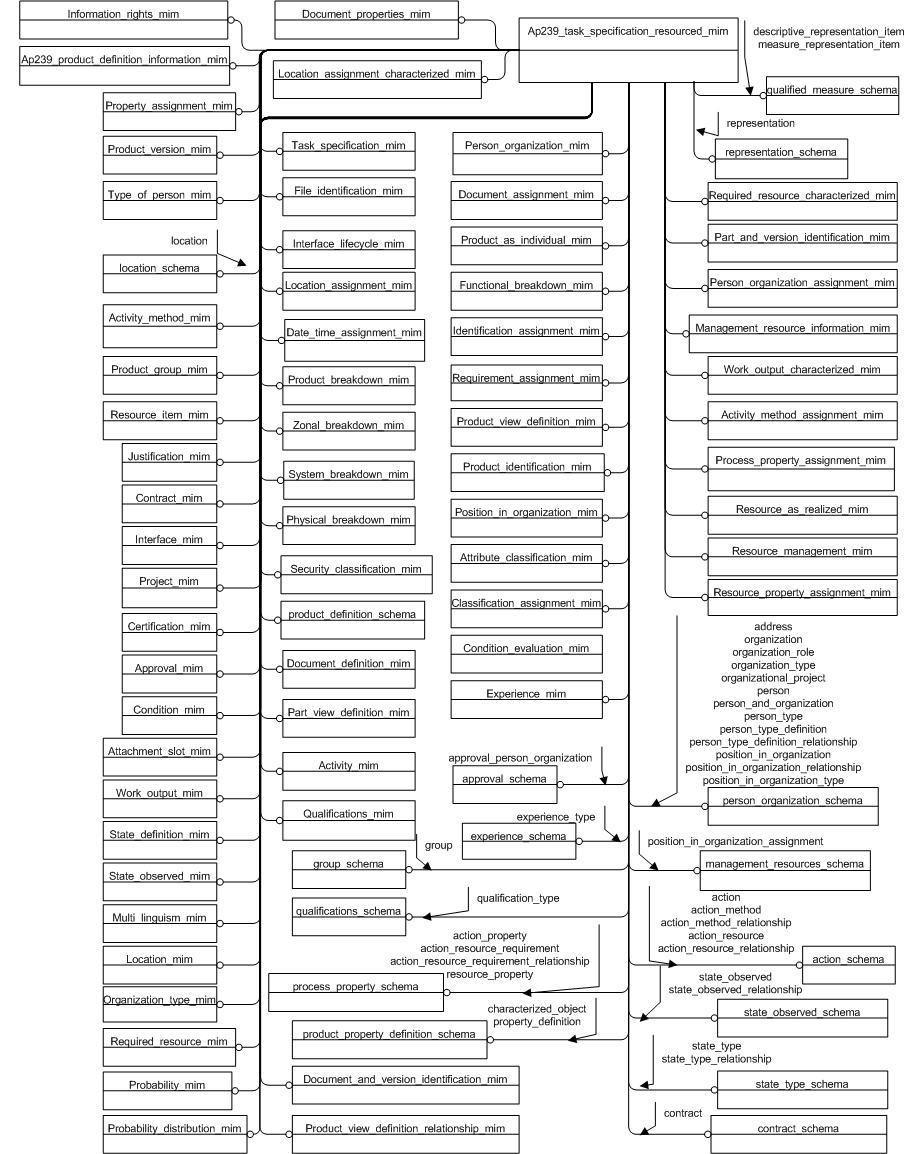 Information_rights_mim
Document_properties_mim
Ap239_task_specification_resourced_mim
descriptive_representation_item
measure_representation_item
Ap239_product_definition_information_mim
Location_assignment_characterized_mim
qualified_measure_schema
Property_assignment_mim
representation
Product_version_mim
Task_specification_mim
Person_organization_mim
representation_schema
Type_of_person_mim
File_identification_mim
Document_assignment_mim
Required_resource_characterized_mim
location
Interface_lifecycle_mim
Product_as_individual_mim
Part_and_version_identification_mim
location_schema
Location_assignment_mim
Functional_breakdown_mim
Person_organization_assignment_mim
Activity_method_mim
Date_time_assignment_mim
Identification_assignment_mim
Management_resource_information_mim
Product_group_mim
Product_breakdown_mim
Requirement_assignment_mim
Work_output_characterized_mim
Resource_item_mim
Zonal_breakdown_mim
Product_view_definition_mim
Activity_method_assignment_mim
Justification_mim
System_breakdown_mim
Product_identification_mim
Process_property_assignment_mim
Contract_mim
Physical_breakdown_mim
Position_in_organization_mim
Resource_as_realized_mim
Interface_mim
Security_classification_mim
Attribute_classification_mim
Resource_management_mim
Project_mim
product_definition_schema
Classification_assignment_mim
Resource_property_assignment_mim
Certification_mim
Document_definition_mim
Condition_evaluation_mim
address
organization
organization_role
organization_type
organizational_project
person
person_and_organization
person_type
person_type_definition
person_type_definition_relationship
position_in_organization
position_in_organization_relationship
position_in_organization_type
Approval_mim
Part_view_definition_mim
Experience_mim
Condition_mim
Attachment_slot_mim
Activity_mim
approval_person_organization
approval_schema
Work_output_mim
Qualifications_mim
experience_type
person_organization_schema
State_definition_mim
group
experience_schema
position_in_organization_assignment
State_observed_mim
group_schema
management_resources_schema
Multi_linguism_mim
qualifications_schema
qualification_type
action
action_method
action_method_relationship
action_resource
action_resource_relationship
Location_mim
action_property
action_resource_requirement
action_resource_requirement_relationship
resource_property
action_schema
Organization_type_mim
process_property_schema
state_observed
state_observed_relationship
Required_resource_mim
characterized_object
property_definition
state_observed_schema
product_property_definition_schema
state_type
state_type_relationship
Probability_mim
Document_and_version_identification_mim
state_type_schema
contract
Probability_distribution_mim
Product_view_definition_relationship_mim
contract_schema